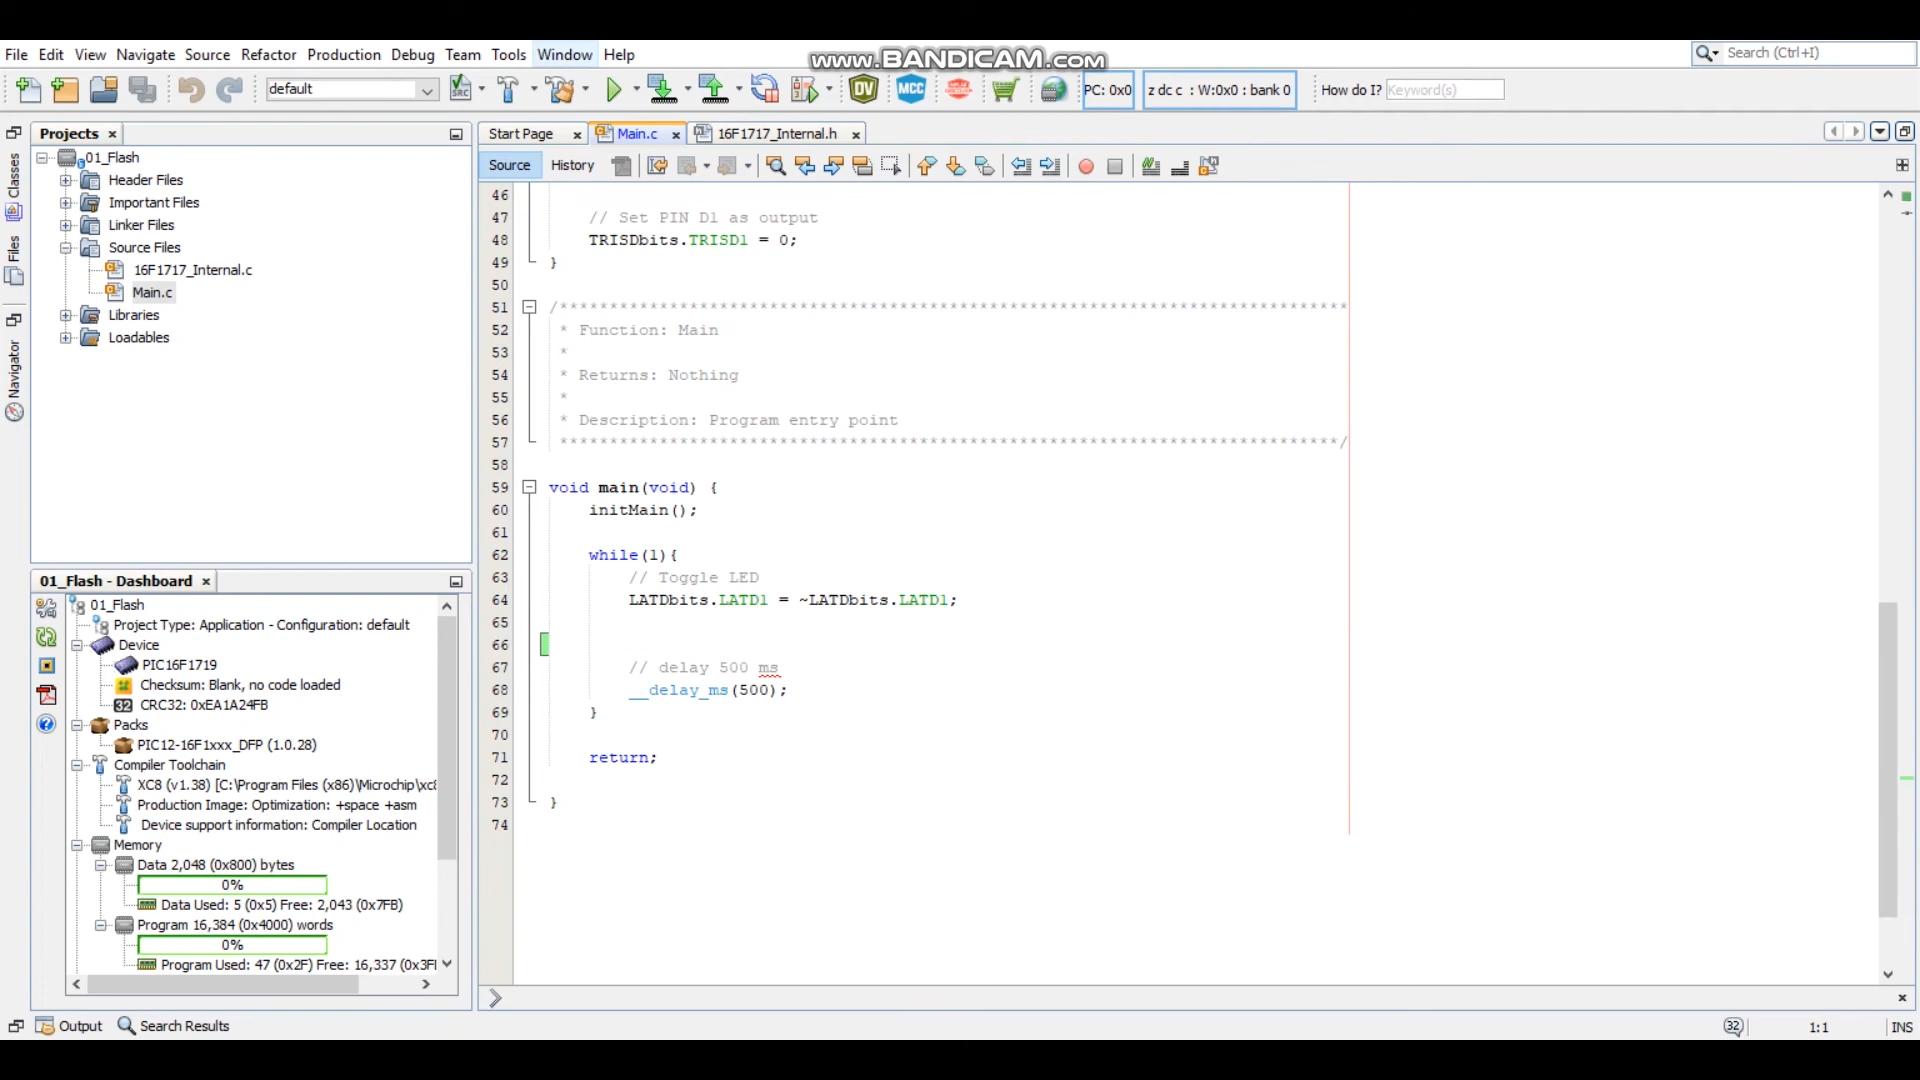 File Edit View Navigate Source Refactor Production Debug Team Tools Window Help
www.BANDICAM.com
Search (Ctrl+I)
default
DV
MCC
PC: 0x0
z dc c : W:0x0 : bank 0
How do I? Keyword(s)
Projects
Start Page
Main.c
16F1717_Internal.h
Source History
Classes
Files
Navigator
01_Flash
Header Files
Important Files
Linker Files
Source Files
16F1717_Internal.c
Main.c
Libraries
Loadables
01_Flash - Dashboard
01_Flash
Project Type: Application - Configuration: default
Device
PIC16F1719
Checksum: Blank, no code loaded
CRC32: 0xEA1A24FB
Packs
PIC12-16F1xxx_DFP (1.0.28)
Compiler Toolchain
XC8 (v1.38) [C:\Program Files (x86)\Microchip\xc8
Production Image: Optimization: +space +asm
Device support information: Compiler Location
Memory
Data 2,048 (0x800) bytes
0%
Data Used: 5 (0x5) Free: 2,043 (0x7FB)
Program 16,384 (0x4000) words
0%
Program Used: 47 (0x2F) Free: 16,337 (0x3FI
46
47 // Set PIN D1 as output
48 TRISDbits.TRISD1 = 0;
49 }
50
51 /*******************************************************************************
52 * Function: Main
53 *
54 * Returns: Nothing
55 *
56 * Description: Program entry point
57 ******************************************************************************/
58
59 void main(void) {
60 initMain();
61
62 while(1){
63 // Toggle LED
64 LATDbits.LATD1 = ~LATDbits.LATD1;
65
66
67 // delay 500 ms
68 __delay_ms(500);
69 }
70
71 return;
72
73 }
74
Output
Search Results
32
1:1
INS